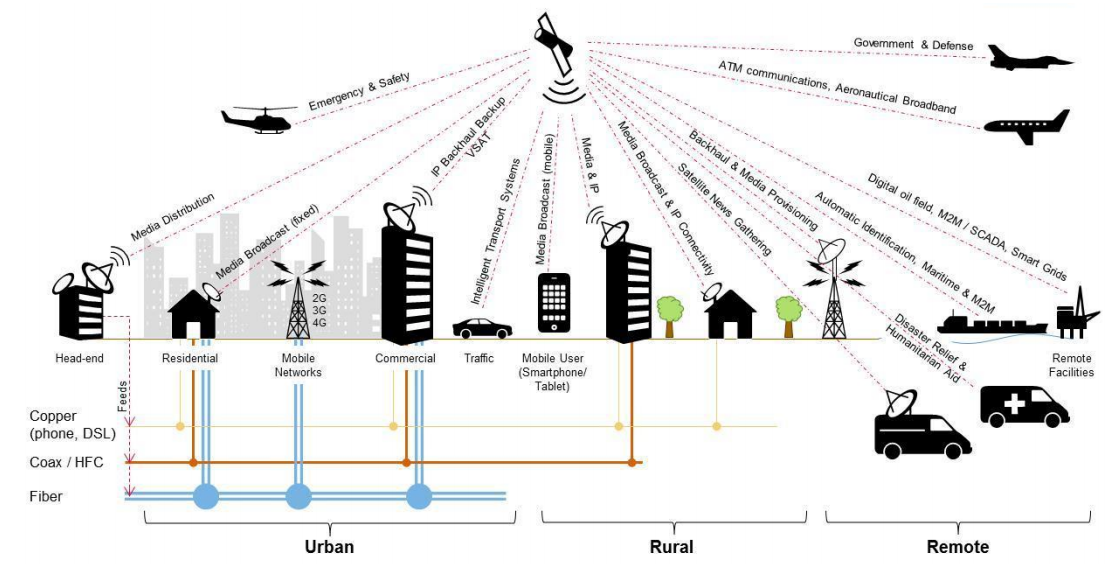 Government & Defense
ATM communications, Aeronautical Broadband
Emergency & Safety
IP Backhaul Backup
VSAT
Media Distribution
Media Broadcast (fixed)
Intelligent Transport Systems
Media Broadcast (mobile)
Media & IP
Media Broadcast & IP Connectivity
Satellite News Gathering
Backhaul & Media Provisioning
Automatic Identification, Maritime & M2M
Digital oil field, M2M / SCADA, Smart Grids
Disaster Relief &
Humanitarian Aid
2G
3G
4G
Head-end
Residential
Mobile
Networks
Commercial
Traffic
Mobile User
(Smartphone/
Tablet)
Remote
Facilities
Feeds
Copper
(phone, DSL)
Coax / HFC
Fiber
Urban
Rural
Remote